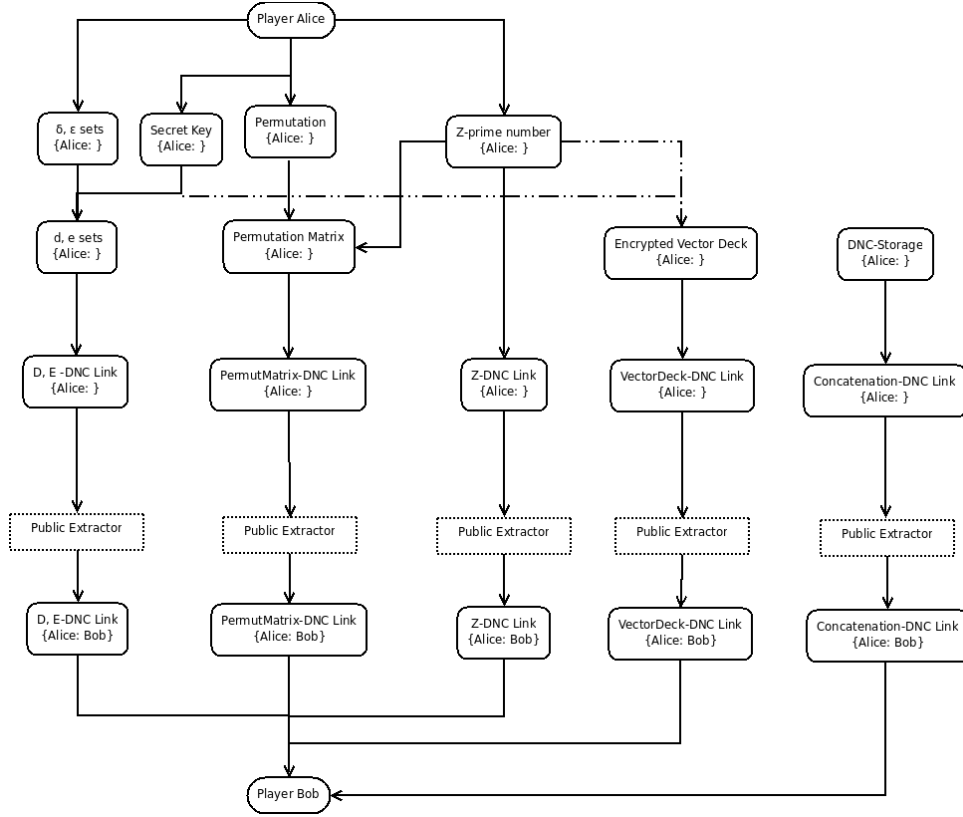 Player Alice
δ, ε sets
{Alice: }
Secret Key
{Alice: }
Permutation
{Alice: }
Z-prime number
{Alice: }
d, e sets
{Alice: }
Permutation Matrix
{Alice: }
Encrypted Vector Deck
{Alice: }
DNC-Storage
{Alice: }
D, E -DNC Link
{Alice: }
PermutMatrix-DNC Link
{Alice: }
Z-DNC Link
{Alice: }
VectorDeck-DNC Link
{Alice: }
Concatenation-DNC Link
{Alice: }
Public Extractor
Public Extractor
Public Extractor
Public Extractor
Public Extractor
D, E-DNC Link
{Alice: Bob}
PermutMatrix-DNC Link
{Alice: Bob}
Z-DNC Link
{Alice: Bob}
VectorDeck-DNC Link
{Alice: Bob}
Concatenation-DNC Link
{Alice: Bob}
Player Bob